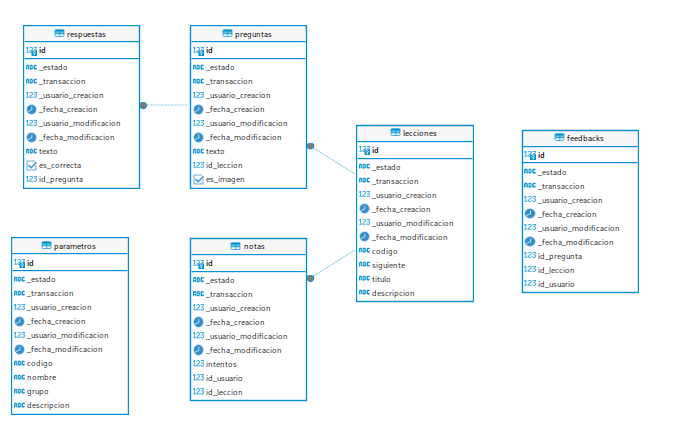 respuestas
123 id
ABC _estado
ABC _transaccion
123 _usuario_creacion
_fecha_creacion
123 _usuario_modificacion
_fecha_modificacion
ABC texto
es_correcta
123 id_pregunta
preguntas
123 id
ABC _estado
ABC _transaccion
123 _usuario_creacion
_fecha_creacion
123 _usuario_modificacion
_fecha_modificacion
ABC texto
123 id_leccion
es_imagen
lecciones
123 id
ABC _estado
ABC _transaccion
123 _usuario_creacion
_fecha_creacion
123 _usuario_modificacion
_fecha_modificacion
ABC codigo
ABC siguiente
ABC titulo
ABC descripcion
feedbacks
123 id
ABC _estado
ABC _transaccion
123 _usuario_creacion
_fecha_creacion
123 _usuario_modificacion
_fecha_modificacion
123 id_pregunta
123 id_leccion
123 id_usuario
parametros
123 id
ABC _estado
ABC _transaccion
123 _usuario_creacion
_fecha_creacion
123 _usuario_modificacion
_fecha_modificacion
ABC codigo
ABC nombre
ABC grupo
ABC descripcion
notas
123 id
ABC _estado
ABC _transaccion
123 _usuario_creacion
_fecha_creacion
123 _usuario_modificacion
_fecha_modificacion
123 intentos
123 id_usuario
123 id_leccion